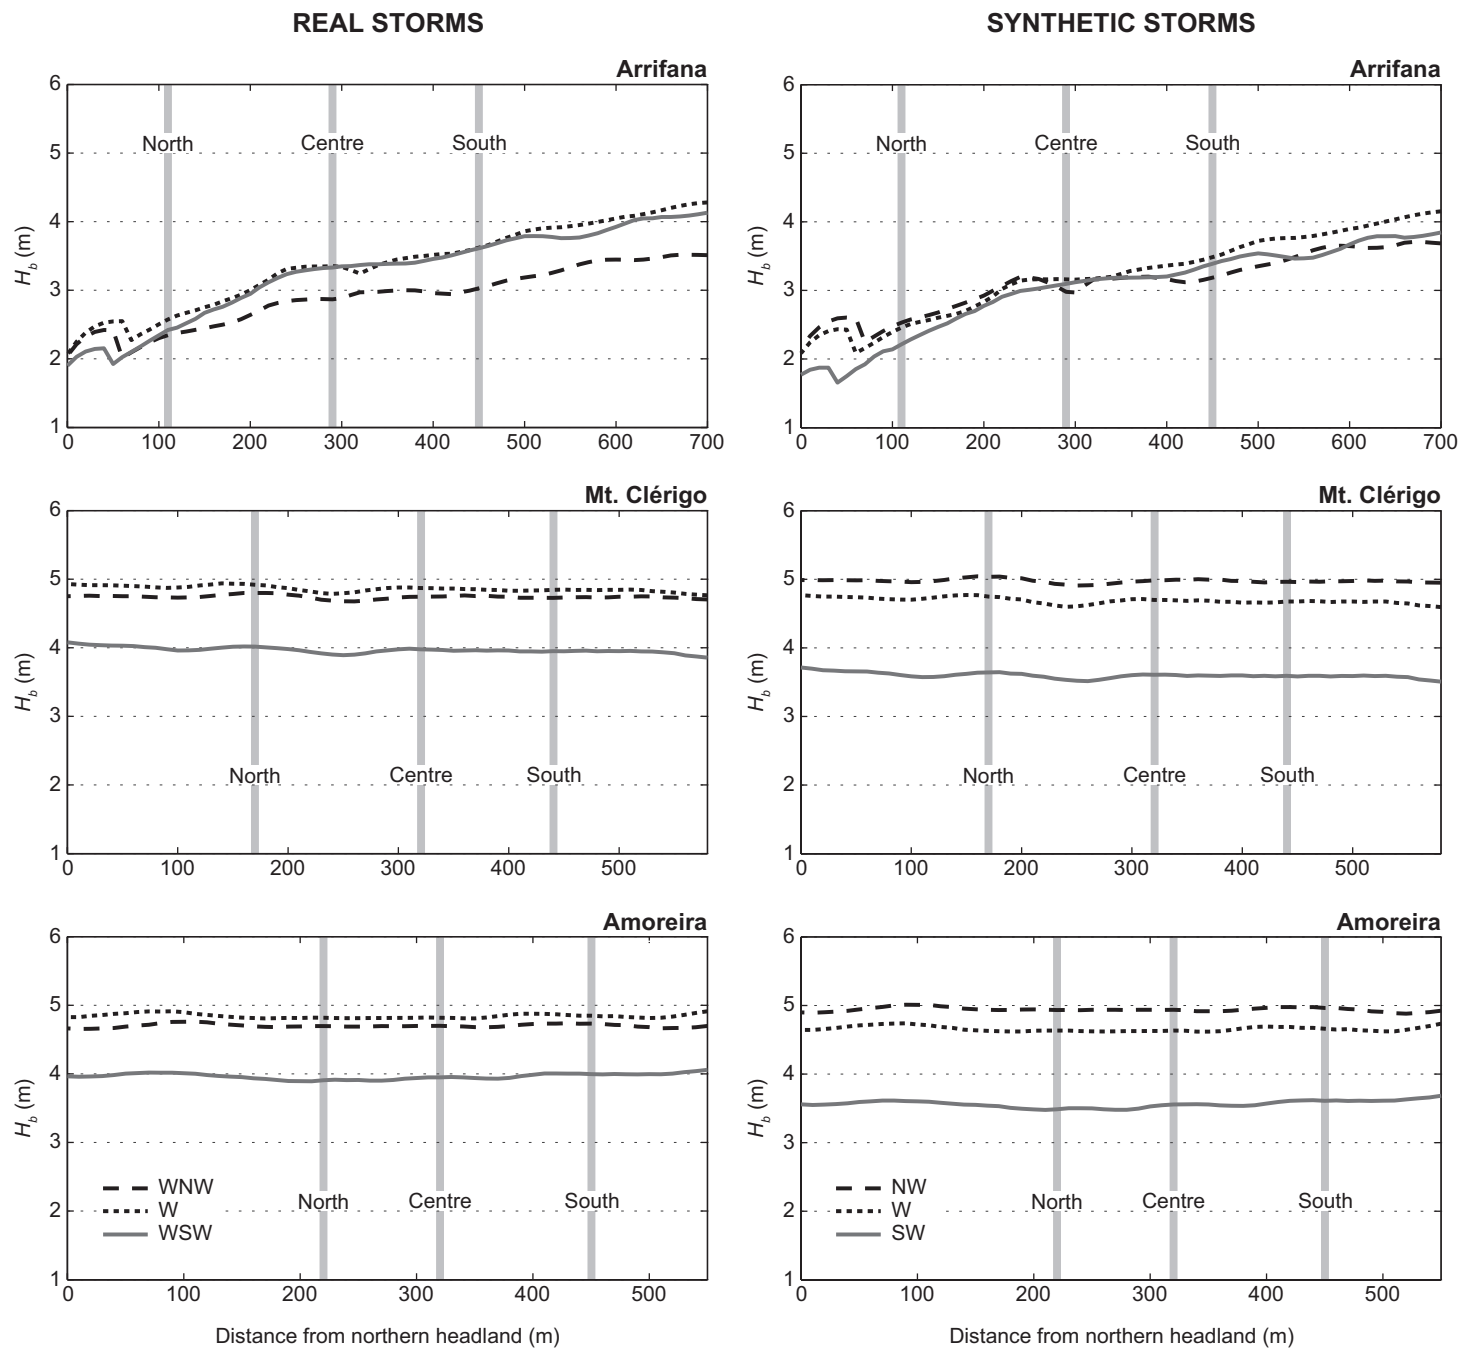 REAL STORMS
SYNTHETIC STORMS
Arrifana
6
5
4
3
2
1
H_b (m)
North
Centre
South
0 100 200 300 400 500 600 700
Arrifana
6
5
4
3
2
1
H_b (m)
North
Centre
South
0 100 200 300 400 500 600 700
Mt. Clérigo
6
5
4
3
2
1
H_b (m)
North
Centre
South
0 100 200 300 400 500
Mt. Clérigo
6
5
4
3
2
1
H_b (m)
North
Centre
South
0 100 200 300 400 500
Amoreira
6
5
4
3
2
1
H_b (m)
WNW
W
WSW
North
Centre
South
0 100 200 300 400 500
Distance from northern headland (m)
Amoreira
6
5
4
3
2
1
H_b (m)
NW
W
SW
North
Centre
South
0 100 200 300 400 500
Distance from northern headland (m)